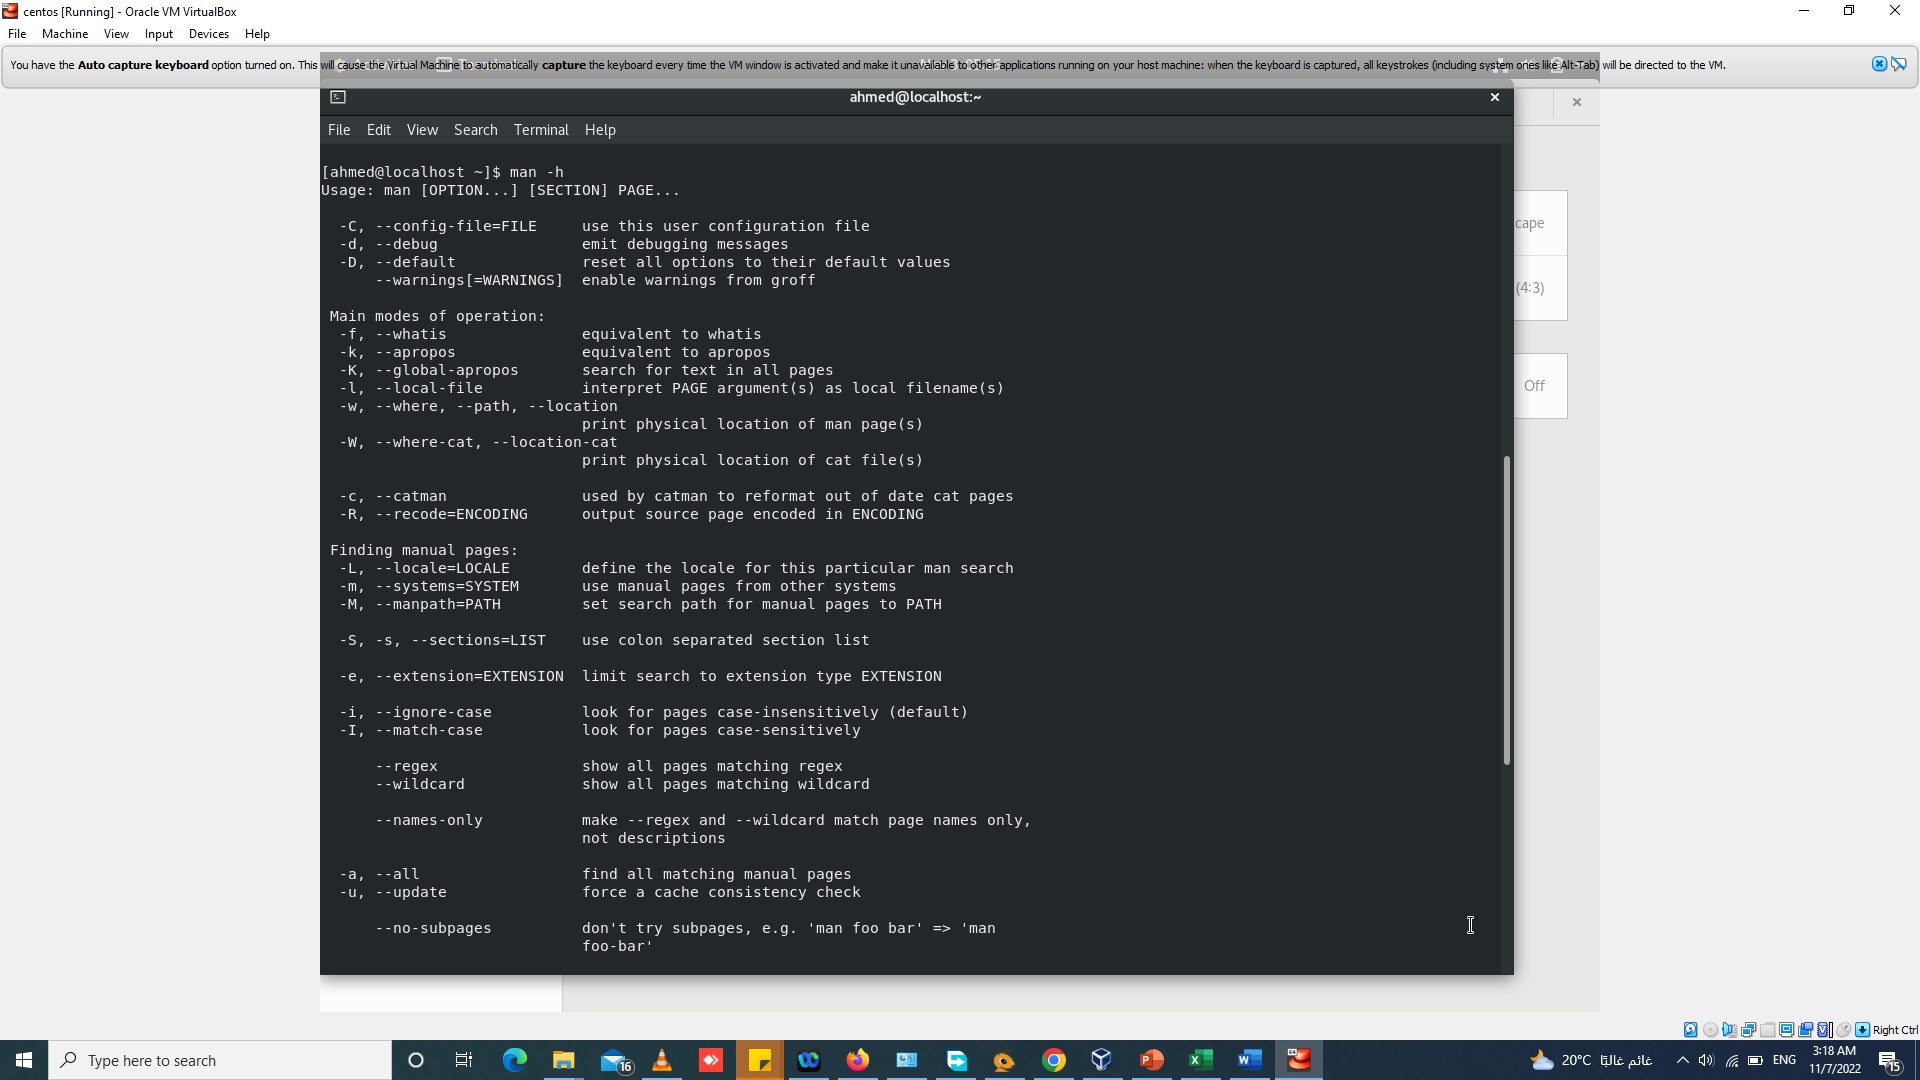 centos [Running] - Oracle VM VirtualBox
File Machine View Input Devices Help
You have the Auto capture keyboard option turned on. This will cause the Virtual Machine to automatically capture the keyboard every time the VM window is activated and make it unavailable to other applications running on your host machine: when the keyboard is captured, all keystrokes (including system ones like Alt-Tab) will be directed to the VM.
ahmed@localhost:~
File Edit View Search Terminal Help
[ahmed@localhost ~]$ man -h
Usage: man [OPTION...] [SECTION] PAGE...
-C, --config-file=FILE use this user configuration file
-d, --debug emit debugging messages
-D, --default reset all options to their default values
--warnings[=WARNINGS] enable warnings from groff
Main modes of operation:
-f, --whatis equivalent to whatis
-k, --apropos equivalent to apropos
-K, --global-apropos search for text in all pages
-l, --local-file interpret PAGE argument(s) as local filename(s)
-w, --where, --path, --location
print physical location of man page(s)
-W, --where-cat, --location-cat
print physical location of cat file(s)
-c, --catman used by catman to reformat out of date cat pages
-R, --recode=ENCODING output source page encoded in ENCODING
Finding manual pages:
-L, --locale=LOCALE define the locale for this particular man search
-m, --systems=SYSTEM use manual pages from other systems
-M, --manpath=PATH set search path for manual pages to PATH
-S, -s, --sections=LIST use colon separated section list
-e, --extension=EXTENSION limit search to extension type EXTENSION
-i, --ignore-case look for pages case-insensitively (default)
-I, --match-case look for pages case-sensitively
--regex show all pages matching regex
--wildcard show all pages matching wildcard
--names-only make --regex and --wildcard match page names only,
not descriptions
-a, --all find all matching manual pages
-u, --update force a cache consistency check
--no-subpages don't try subpages, e.g. 'man foo bar' => 'man
foo-bar'
cape
(4:3)
Off
Right Ctrl
Type here to search
16
20°C غائم غالبًا
ENG
3:18 AM
11/7/2022
15